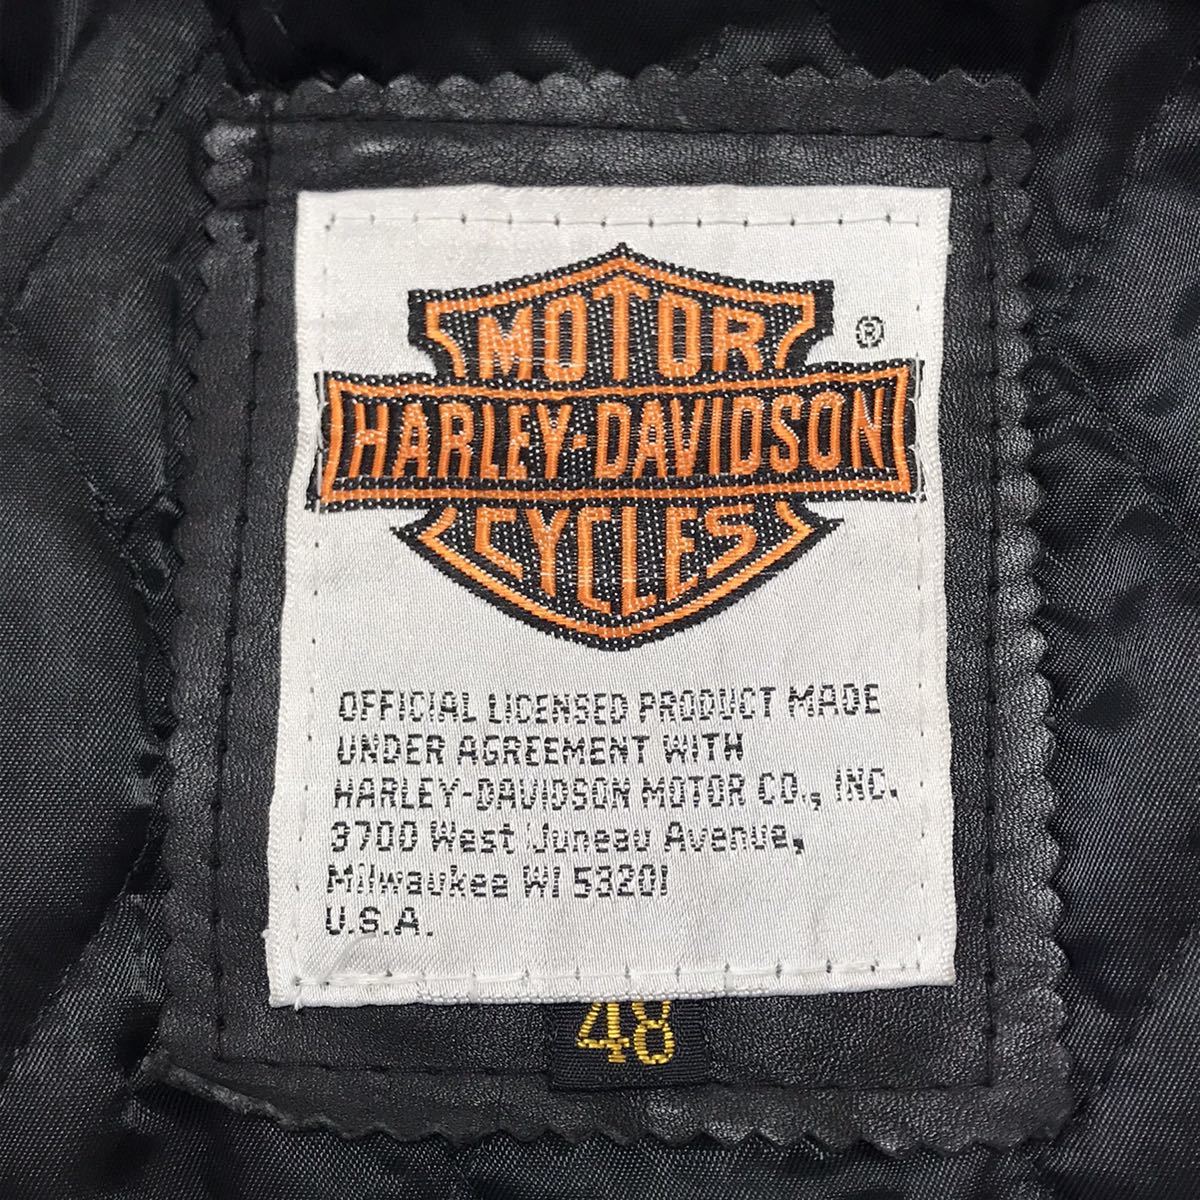 MOTOR
®
HARLEY-DAVIDSON
CYCLES
OFFICIAL LICENSED PRODUCT MADE
UNDER AGREEMENT WITH
HARLEY-DAVIDSON MOTOR CO., INC.
3700 West Juneau Avenue,
Milwaukee WI 53201
U.S.A.
48